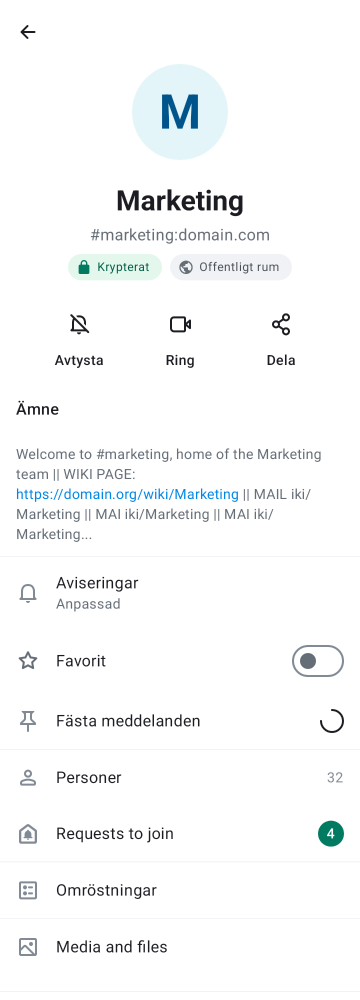 M
Marketing
#marketing:domain.com
Krypterat
Offentligt rum
Avtysta
Ring
Dela
Ämne
Welcome to #marketing, home of the Marketing
team || WIKI PAGE:
https://domain.org/wiki/Marketing || MAIL iki/
Marketing || MAI iki/Marketing || MAI iki/
Marketing...
Aviseringar
Anpassad
Favorit
Fästa meddelanden
Personer 32
Requests to join 4
Omröstningar
Media and files